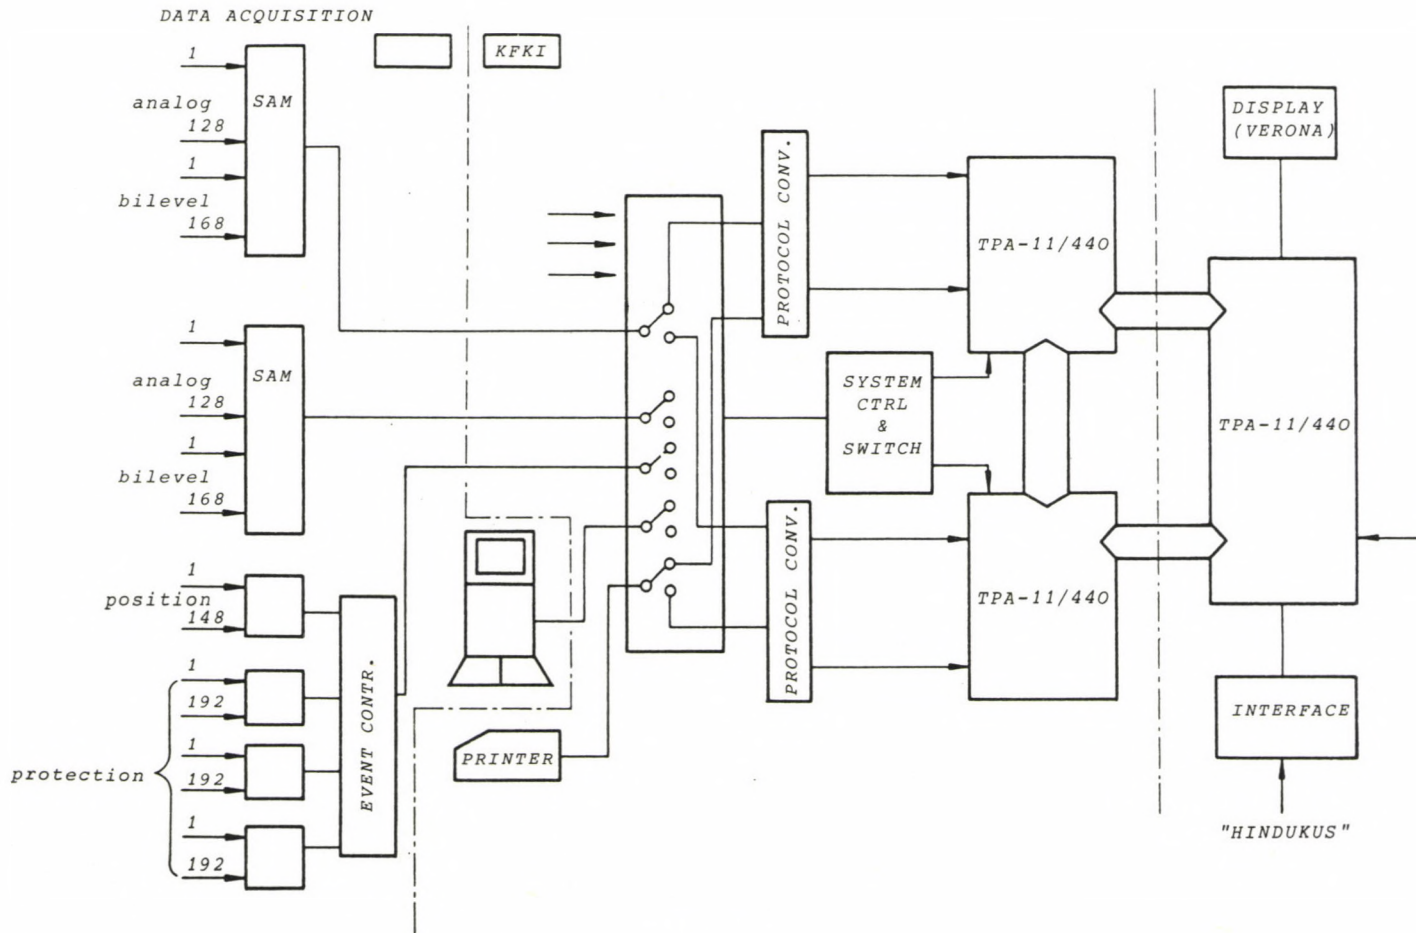 DATA ACQUISITION
KFKI
1
analog
128
1
bilevel
168
SAM
1
analog
128
1
bilevel
168
SAM
1
position
148
1
192
protection
1
192
1
192
EVENT CONTR.
PRINTER
PROTOCOL CONV.
PROTOCOL CONV.
SYSTEM
CTRL
&
SWITCH
TPA-11/440
TPA-11/440
DISPLAY
(VERONA)
TPA-11/440
INTERFACE
"HINDUKUS"